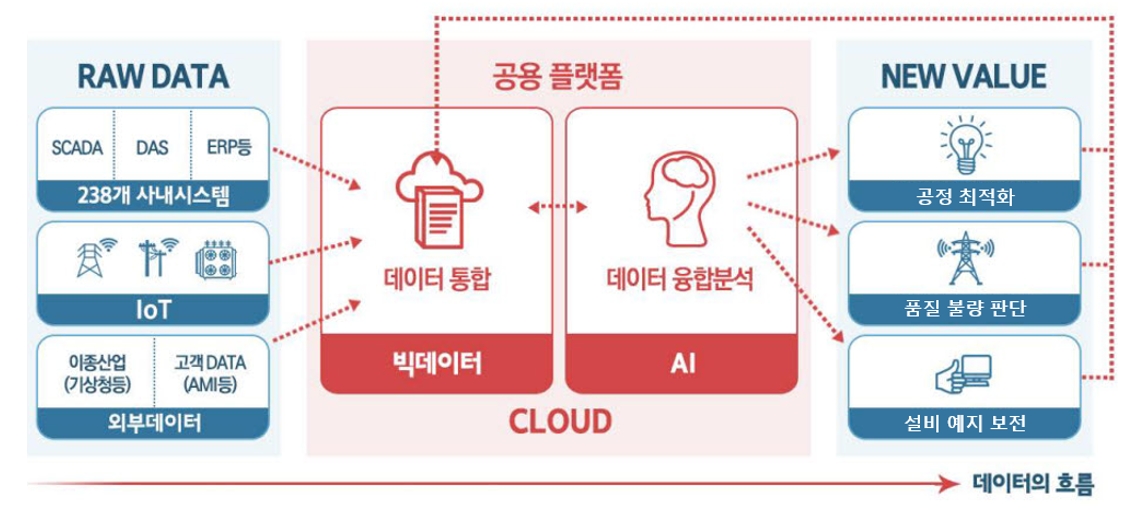 RAW DATA
SCADA
DAS
ERP등
238개 사내시스템
IoT
이종산업
(기상청등)
고객 DATA
(AMI등)
외부데이터
공용 플랫폼
데이터 통합
빅데이터
데이터 융합분석
AI
CLOUD
NEW VALUE
공정 최적화
품질 불량 판단
설비 예지 보전
데이터의 흐름